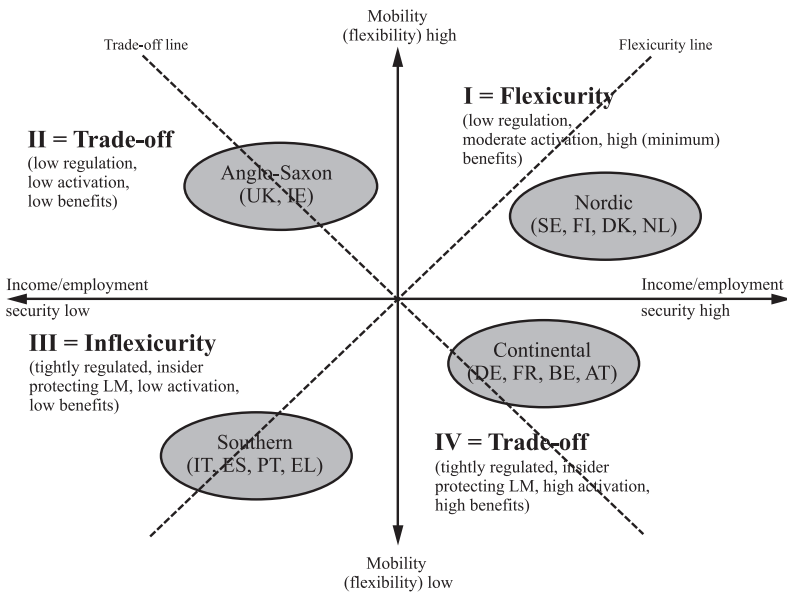 Mobility
(flexibility) high
Trade-off line
Flexicurity line
I = Flexicurity
(low regulation,
moderate activation, high (minimum)
benefits)
II = Trade-off
(low regulation,
low activation,
low benefits)
Anglo-Saxon
(UK, IE)
Nordic
(SE, FI, DK, NL)
Income/employment
security low
Income/employment
security high
III = Inflexicurity
(tightly regulated, insider
protecting LM, low activation,
low benefits)
Continental
(DE, FR, BE, AT)
Southern
(IT, ES, PT, EL)
IV = Trade-off
(tightly regulated, insider
protecting LM, high activation,
high benefits)
Mobility
(flexibility) low